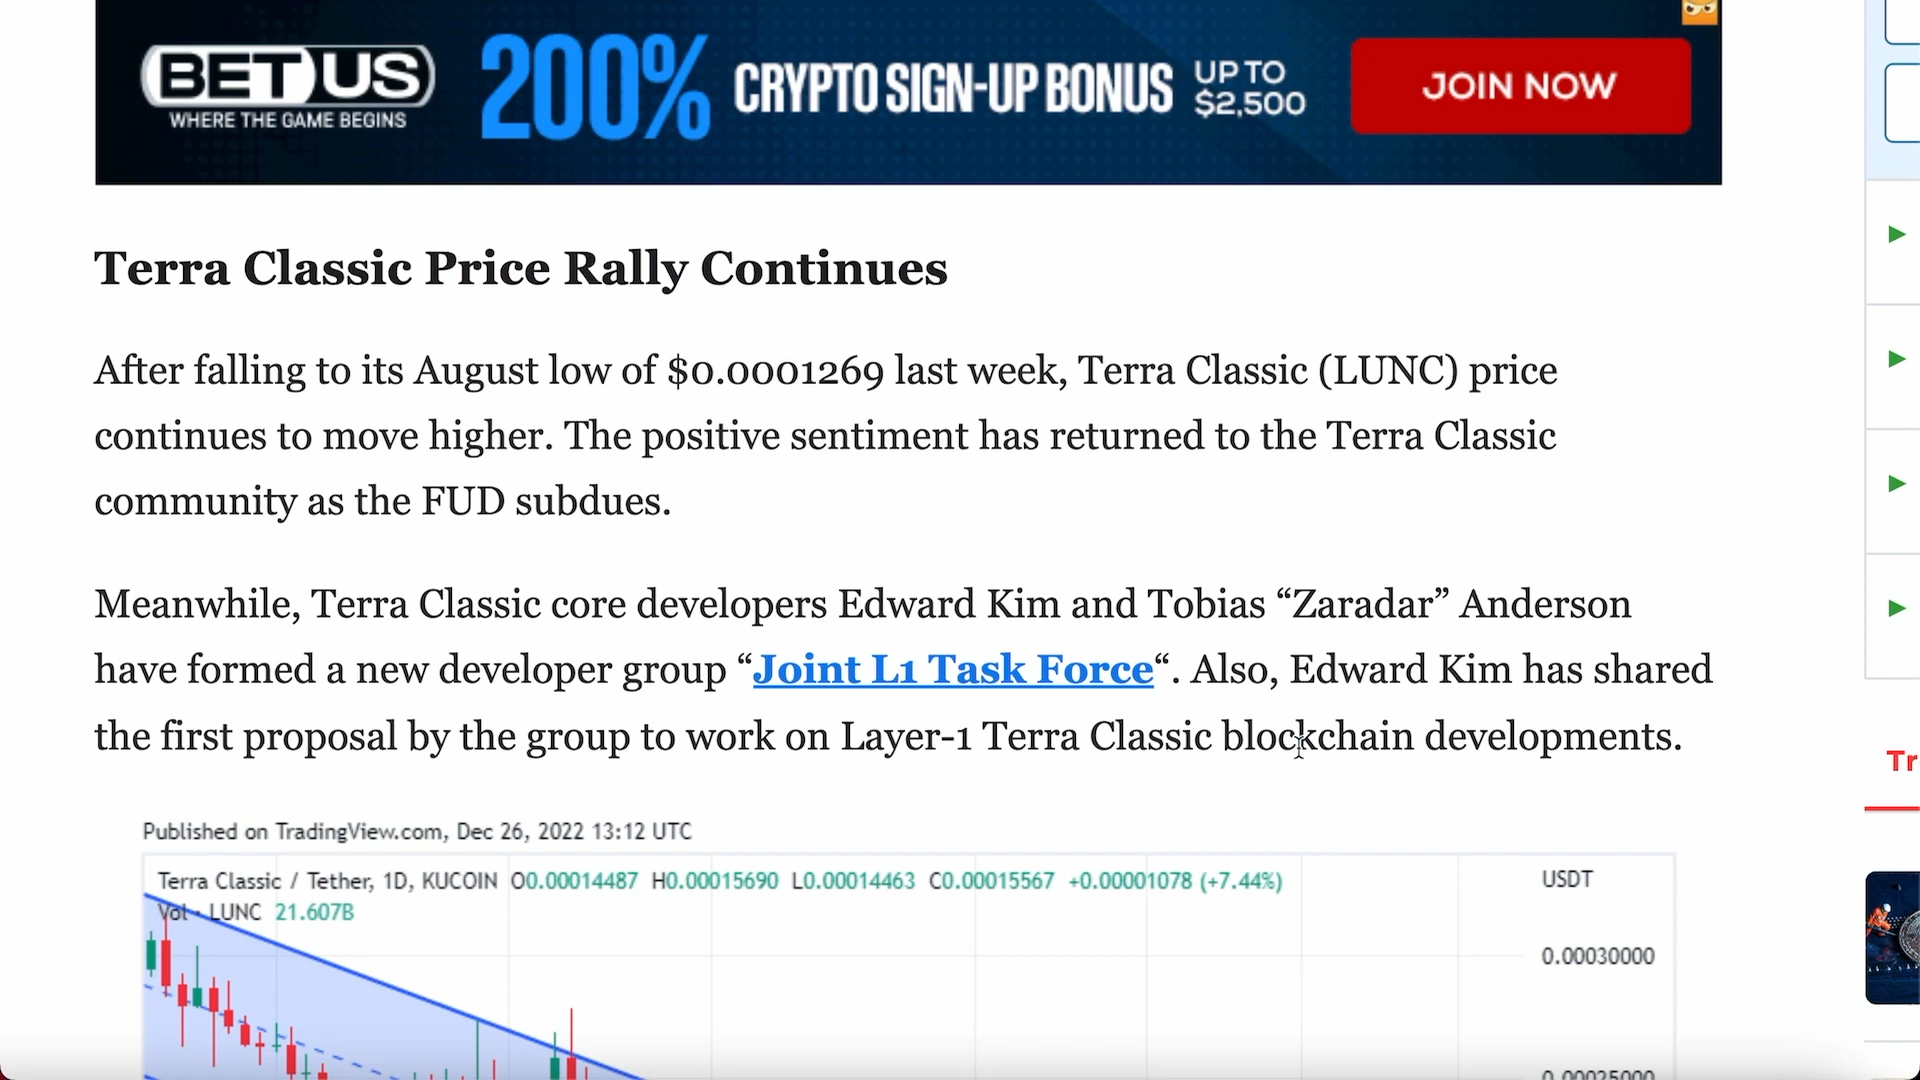 BET US
WHERE THE GAME BEGINS
200%
CRYPTO SIGN-UP BONUS
UP TO
$2,500
JOIN NOW
Terra Classic Price Rally Continues
After falling to its August low of $0.0001269 last week, Terra Classic (LUNC) price
continues to move higher. The positive sentiment has returned to the Terra Classic
community as the FUD subdues.
Meanwhile, Terra Classic core developers Edward Kim and Tobias “Zaradar” Anderson
have formed a new developer group “Joint L1 Task Force“. Also, Edward Kim has shared
the first proposal by the group to work on Layer-1 Terra Classic blockchain developments.
Tr
Published on TradingView.com, Dec 26, 2022 13:12 UTC
Terra Classic / Tether, 1D, KUCOIN O0.00014487 H0.00015690 L0.00014463 C0.00015567 +0.00001078 (+7.44%)
USDT
Vol · LUNC 21.607B
0.00030000
0.00025000